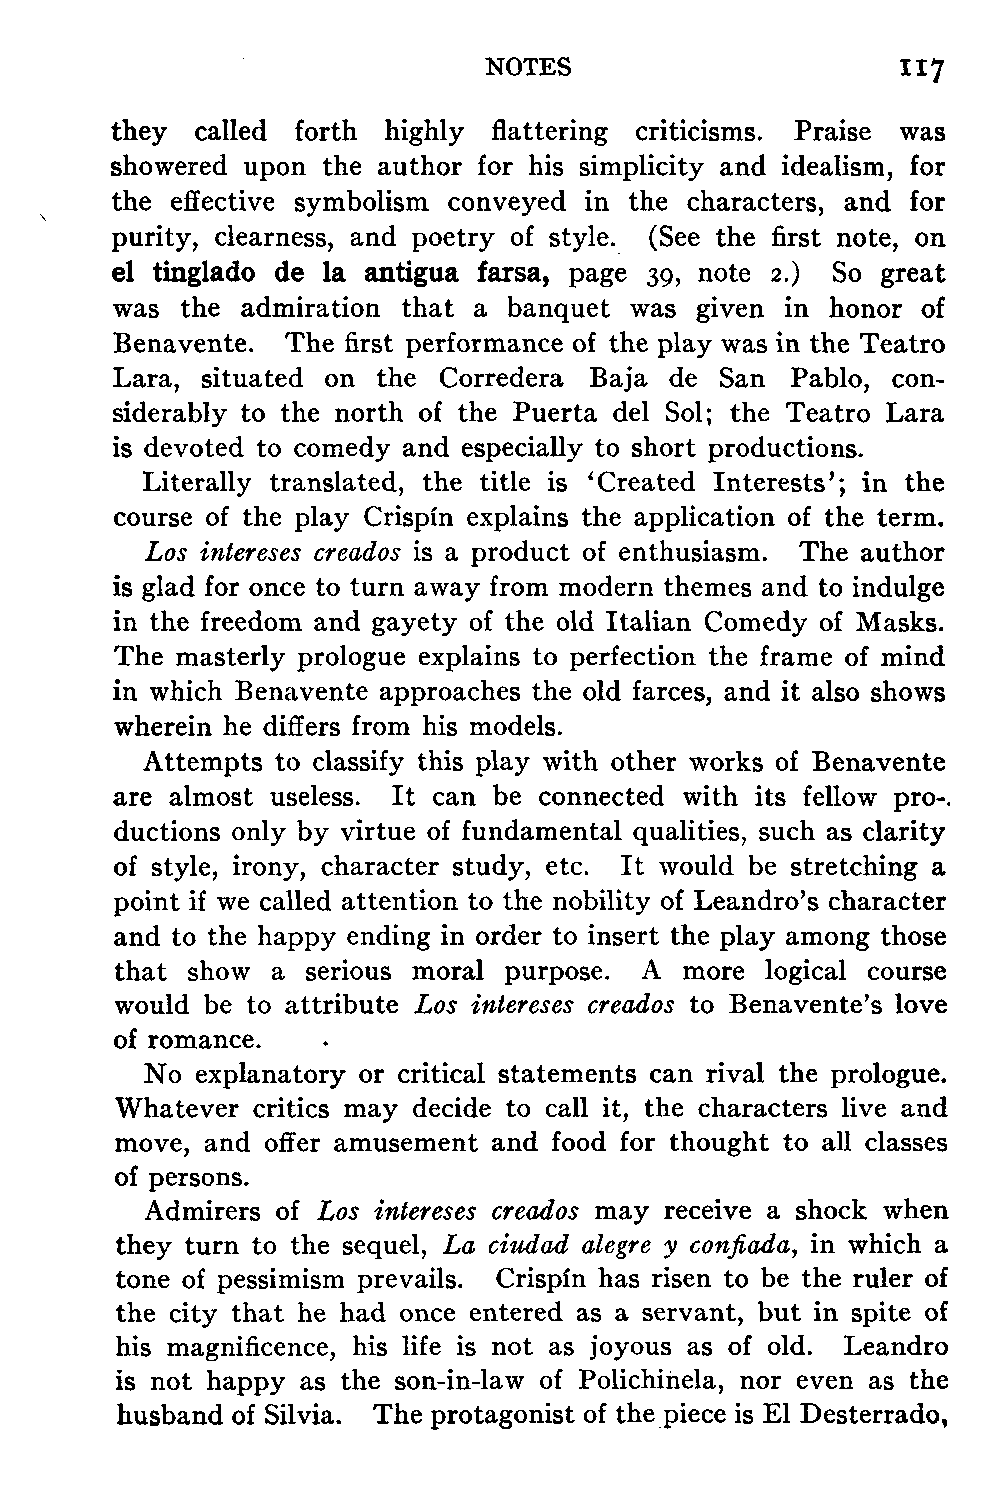 NOTES 117
they called forth highly flattering criticisms. Praise was
showered upon the author for his simplicity and idealism, for
the effective symbolism conveyed in the characters, and for
purity, clearness, and poetry of style. (See the first note, on
el tinglado de la antigua farsa, page 39, note 2.) So great
was the admiration that a banquet was given in honor of
Benavente. The first performance of the play was in the Teatro
Lara, situated on the Corredera Baja de San Pablo, con-
siderably to the north of the Puerta del Sol; the Teatro Lara
is devoted to comedy and especially to short productions.
Literally translated, the title is ‘Created Interests’; in the
course of the play Crispín explains the application of the term.
Los intereses creados is a product of enthusiasm. The author
is glad for once to turn away from modern themes and to indulge
in the freedom and gayety of the old Italian Comedy of Masks.
The masterly prologue explains to perfection the frame of mind
in which Benavente approaches the old farces, and it also shows
wherein he differs from his models.
Attempts to classify this play with other works of Benavente
are almost useless. It can be connected with its fellow pro-
ductions only by virtue of fundamental qualities, such as clarity
of style, irony, character study, etc. It would be stretching a
point if we called attention to the nobility of Leandro’s character
and to the happy ending in order to insert the play among those
that show a serious moral purpose. A more logical course
would be to attribute Los intereses creados to Benavente’s love
of romance.
No explanatory or critical statements can rival the prologue.
Whatever critics may decide to call it, the characters live and
move, and offer amusement and food for thought to all classes
of persons.
Admirers of Los intereses creados may receive a shock when
they turn to the sequel, La ciudad alegre y confiada, in which a
tone of pessimism prevails. Crispín has risen to be the ruler of
the city that he had once entered as a servant, but in spite of
his magnificence, his life is not as joyous as of old. Leandro
is not happy as the son-in-law of Polichinela, nor even as the
husband of Silvia. The protagonist of the piece is El Desterrado,